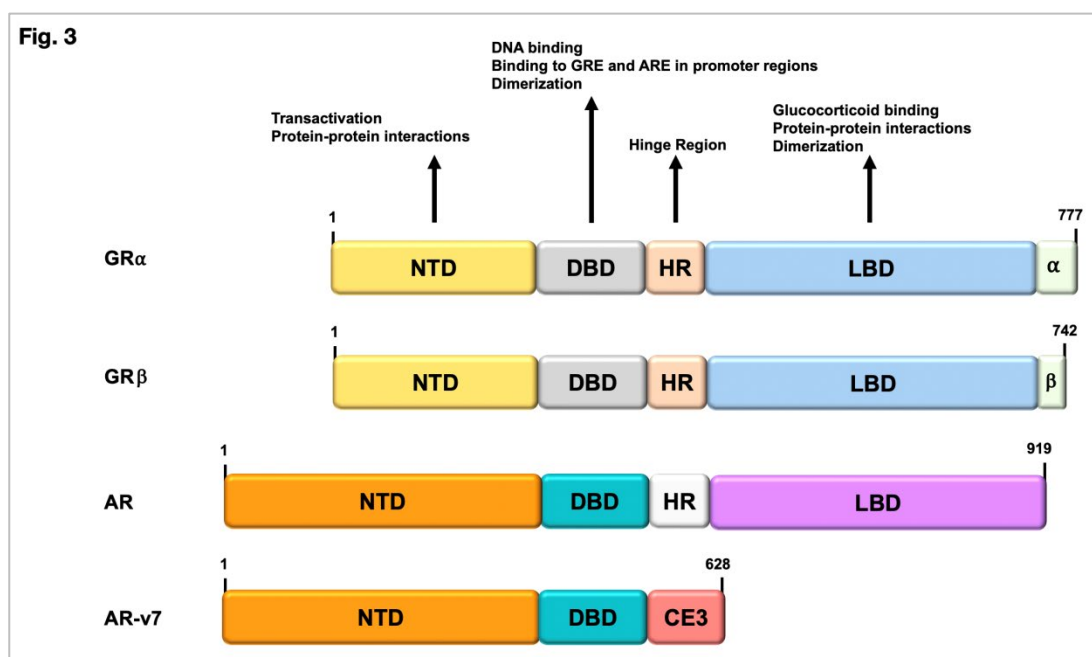 Fig. 3
DNA binding
Binding to GRE and ARE in promoter regions
Dimerization
Transactivation
Protein-protein interactions
Hinge Region
Glucocorticoid binding
Protein-protein interactions
Dimerization
1 777
GRα NTD DBD HR LBD α
1 742
GRβ NTD DBD HR LBD β
1 919
AR NTD DBD HR LBD
1 628
AR-v7 NTD DBD CE3